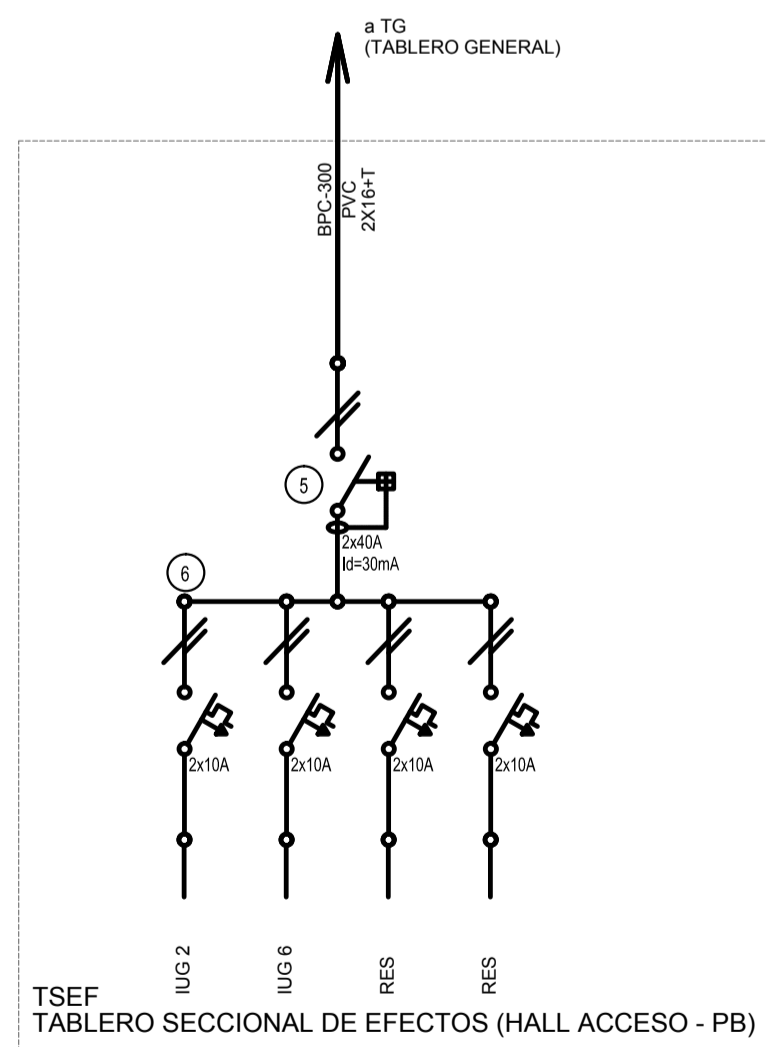 a TG
(TABLERO GENERAL)
BPC-300
PVC
2X16+T
5
2x40A
Id=30mA
6
2x10A
2x10A
2x10A
2x10A
IUG 2
IUG 6
RES
RES
TSEF
TABLERO SECCIONAL DE EFECTOS (HALL ACCESO - PB)